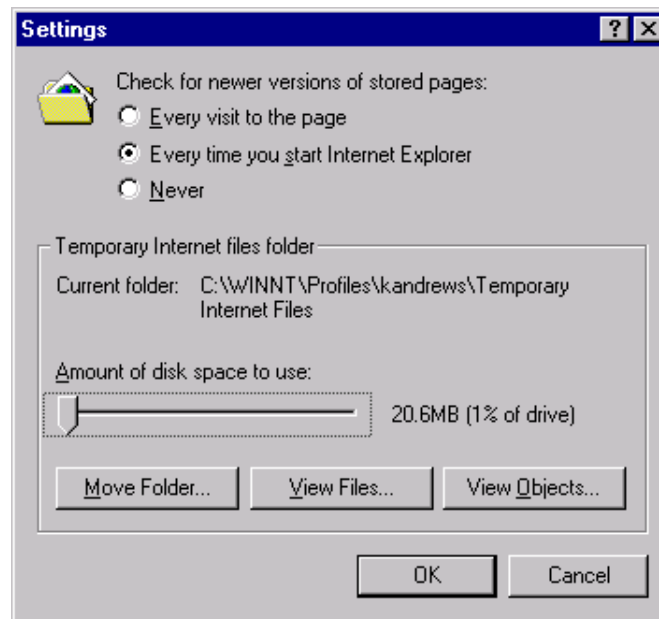 Settings
Check for newer versions of stored pages:
Every visit to the page
Every time you start Internet Explorer
Never
Temporary Internet files folder
Current folder: C:\WINNT\Profiles\kandrews\Temporary
Internet Files
Amount of disk space to use:
20.6MB (1% of drive)
Move Folder... View Files... View Objects...
OK Cancel